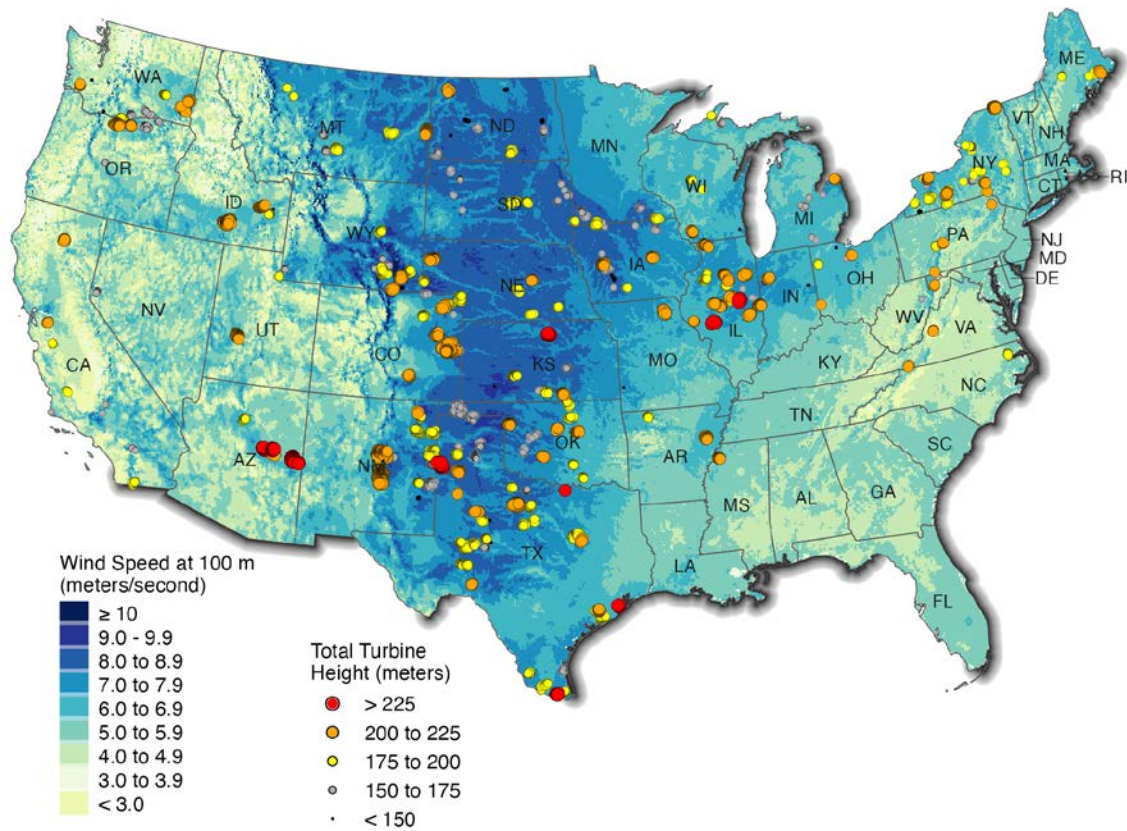 WA
ME
MT
ND
MN
VT
NH
OR
WI
NY
MA
RI
CT
ID
SD
MI
WY
PA
NJ
IA
MD
NE
OH
DE
IN
NV
UT
IL
WV
VA
CO
CA
KS
MO
KY
NC
TN
OK
AZ
NM
AR
SC
MS
AL
GA
TX
LA
FL
Wind Speed at 100 m
(meters/second)
≥ 10
9.0 - 9.9
8.0 to 8.9
7.0 to 7.9
6.0 to 6.9
5.0 to 5.9
4.0 to 4.9
3.0 to 3.9
< 3.0
Total Turbine
Height (meters)
> 225
200 to 225
175 to 200
150 to 175
< 150